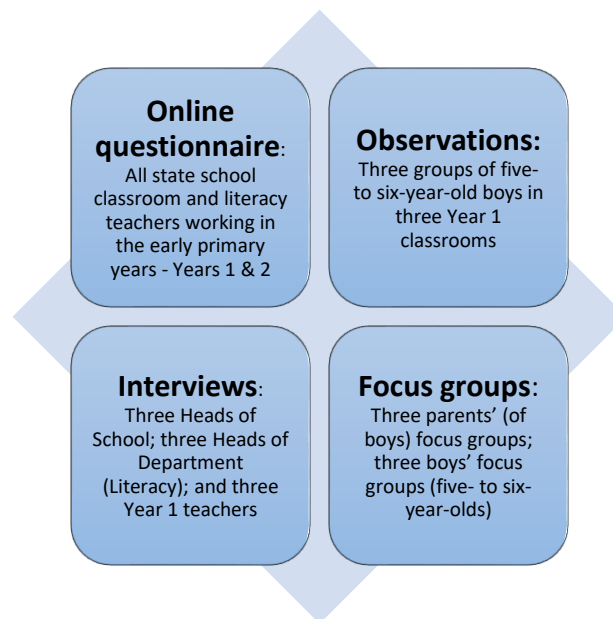 Online
questionnaire:
All state school
classroom and literacy
teachers working in
the early primary
years - Years 1 & 2
Observations:
Three groups of five-
to six-year-old boys in
three Year 1
classrooms
Interviews:
Three Heads of
School; three Heads of
Department
(Literacy); and three
Year 1 teachers
Focus groups:
Three parents’ (of
boys) focus groups;
three boys’ focus
groups (five- to six-
year-olds)